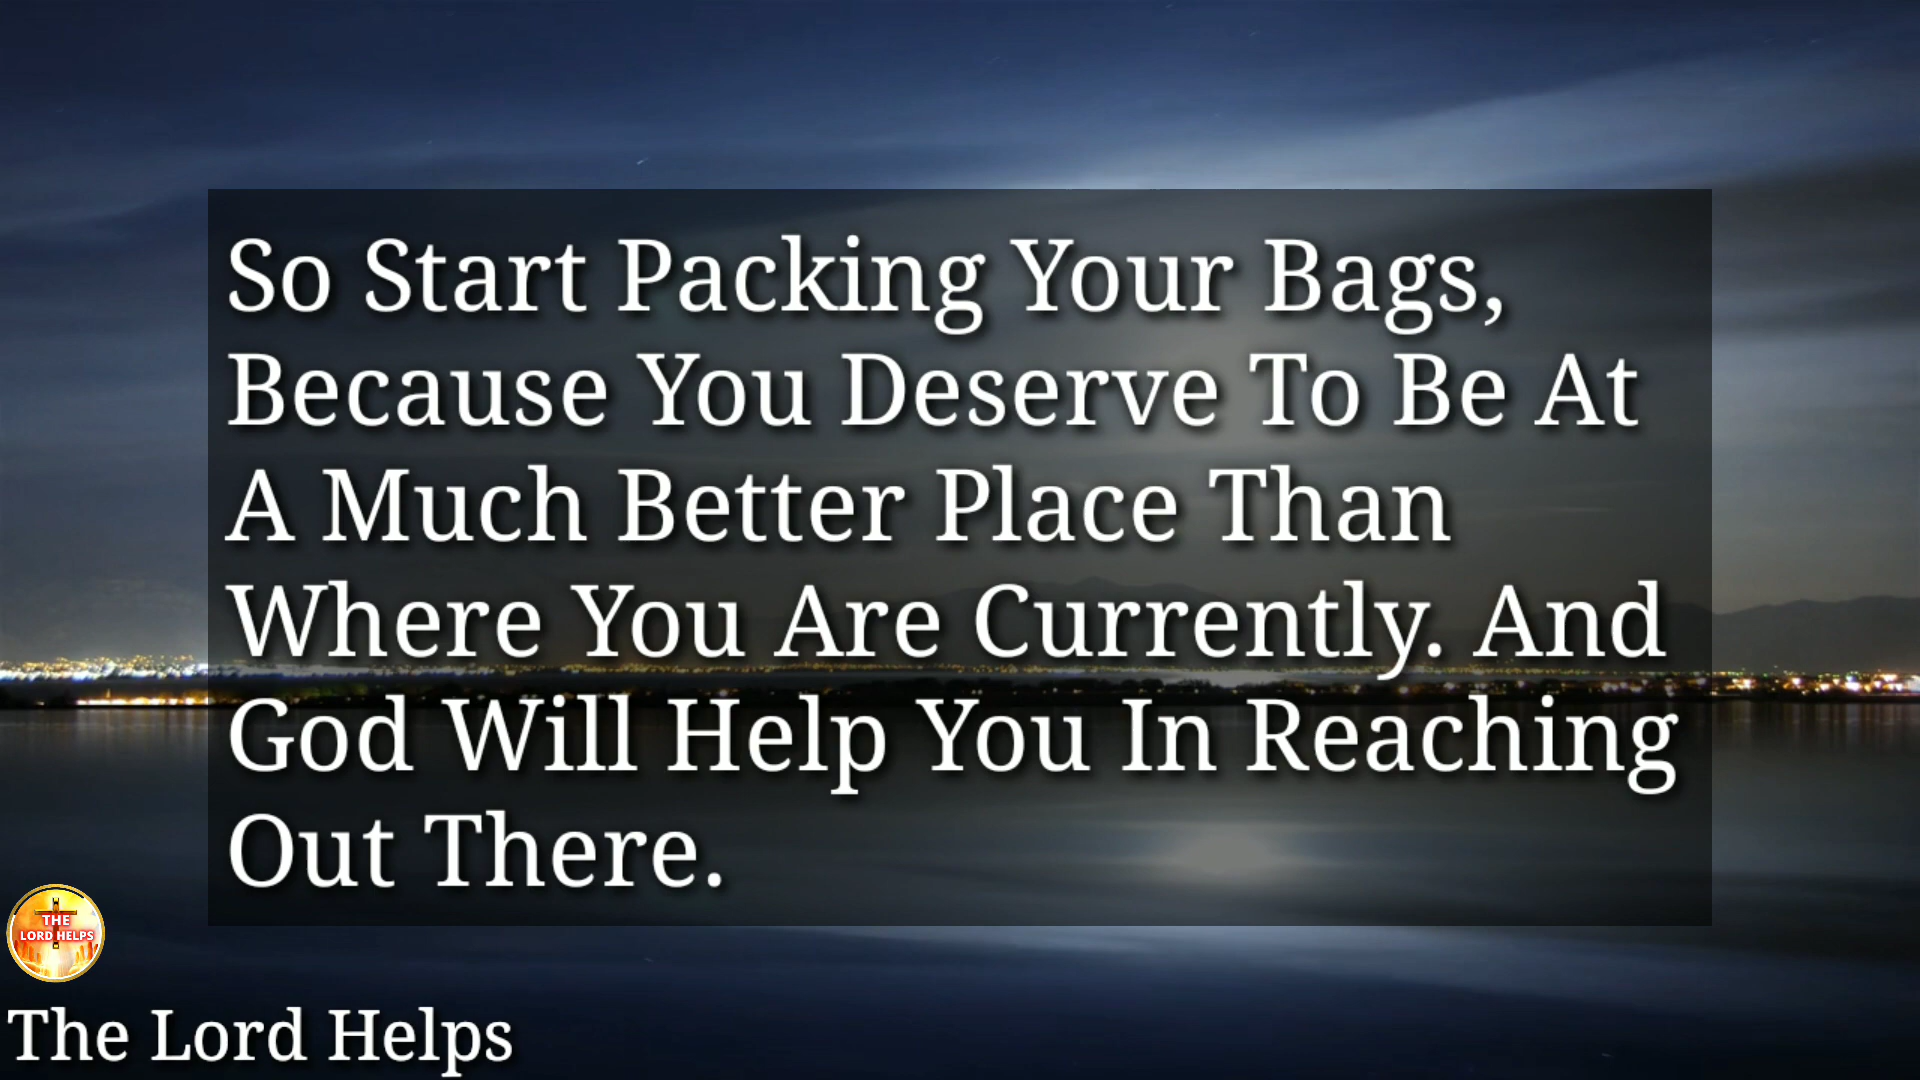 So Start Packing Your Bags,
Because You Deserve To Be At
A Much Better Place Than
Where You Are Currently. And
God Will Help You In Reaching
Out There.
THE
LORD HELPS
The Lord Helps